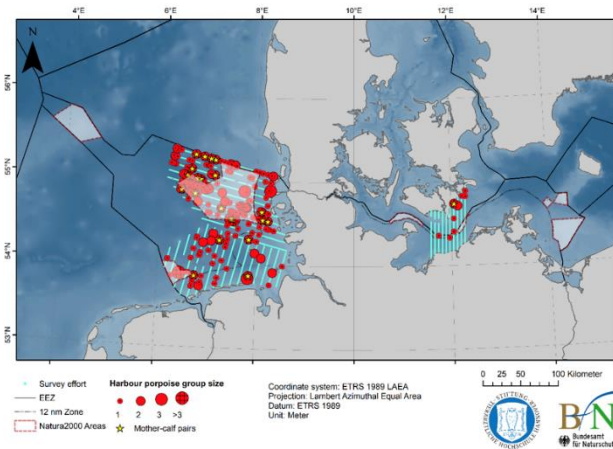 4°E 6°E 8°E 10°E 12°E 14°E
N
56°N
55°N
54°N
53°N
Survey effort
EEZ
12 nm Zone
Natura2000 Areas
Harbour porpoise group size
1 2 3 >3
Mother-calf pairs
Coordinate system: ETRS 1989 LAEA
Projection: Lambert Azimuthal Equal Area
Datum: ETRS 1989
Unit: Meter
0 25 50 100 Kilometer
BfN
Bundesamt
für Naturschu